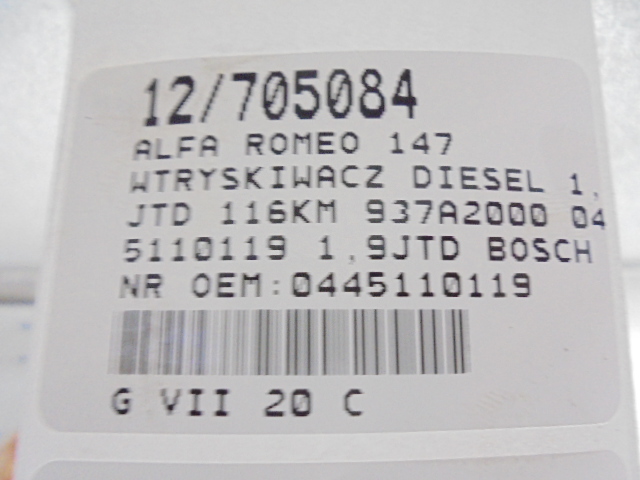 12/705084
ALFA ROMEO 147
WTRYSKIWACZ DIESEL 1,
JTD 116KM 937A2000 04
5110119 1,9JTD BOSCH
NR OEM:0445110119
G VII 20 C